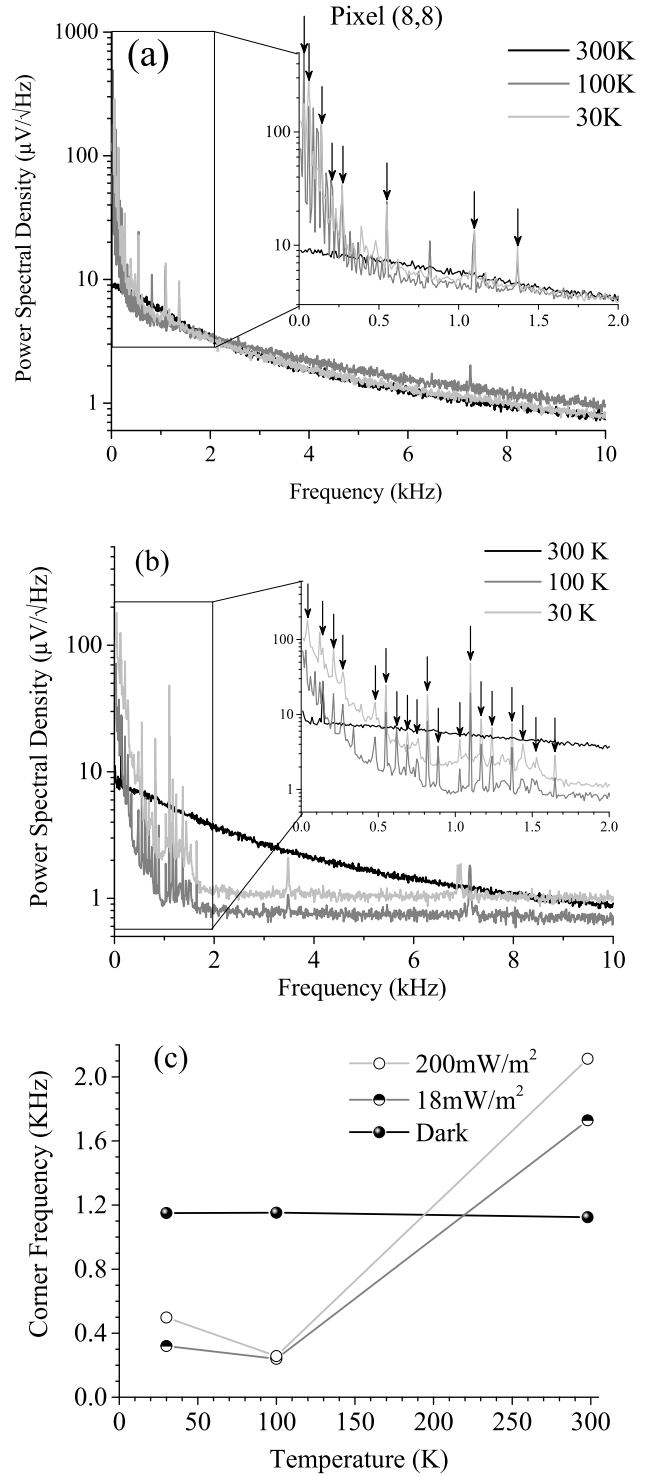 Pixel (8,8)
(a)
300K
100K
30K
Power Spectral Density (µV/√Hz)
1000
100
10
1
0 2 4 6 8 10
Frequency (kHz)
100
10
0.0 0.5 1.0 1.5 2.0
(b)
300 K
100 K
30 K
Power Spectral Density (µV/√Hz)
100
10
1
0 2 4 6 8 10
Frequency (kHz)
100
10
1
0.0 0.5 1.0 1.5 2.0
(c)
200mW/m²
18mW/m²
Dark
Corner Frequency (KHz)
2.0
1.6
1.2
0.8
0.4
0.0
0 50 100 150 200 250 300
Temperature (K)